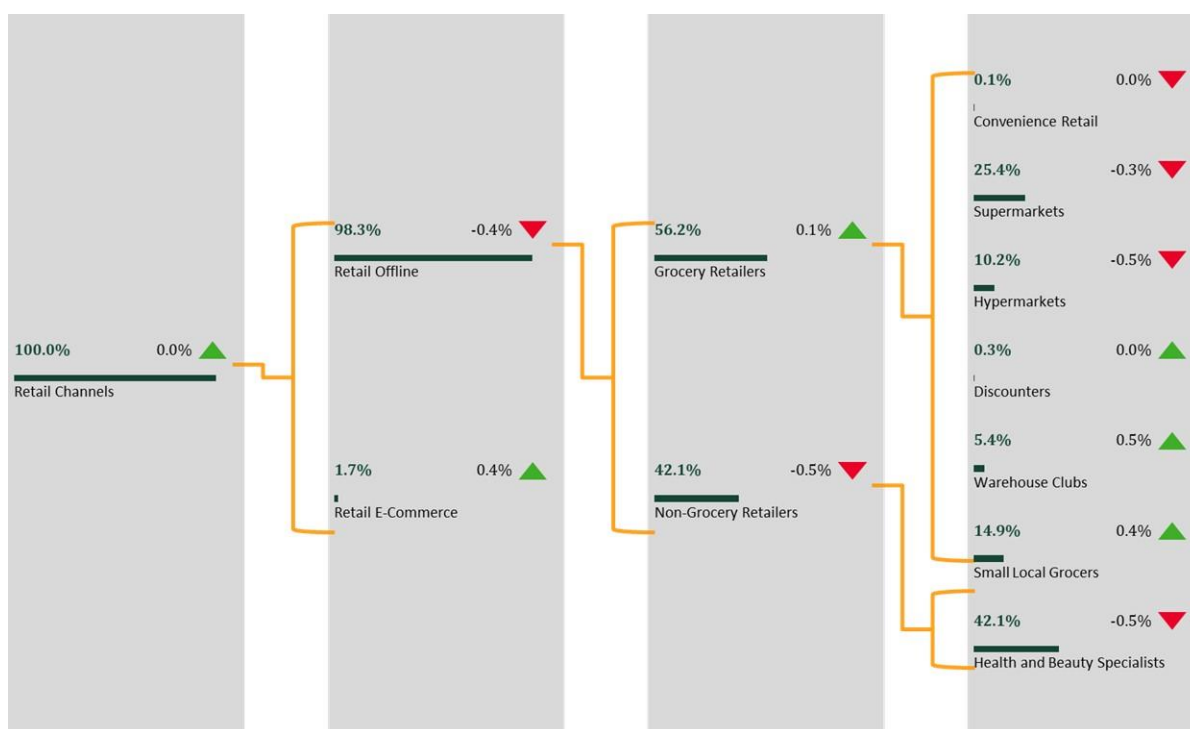 100.0% 0.0%
Retail Channels
98.3% -0.4%
Retail Offline
1.7% 0.4%
Retail E-Commerce
56.2% 0.1%
Grocery Retailers
42.1% -0.5%
Non-Grocery Retailers
0.1% 0.0%
Convenience Retail
25.4% -0.3%
Supermarkets
10.2% -0.5%
Hypermarkets
0.3% 0.0%
Discounters
5.4% 0.5%
Warehouse Clubs
14.9% 0.4%
Small Local Grocers
42.1% -0.5%
Health and Beauty Specialists